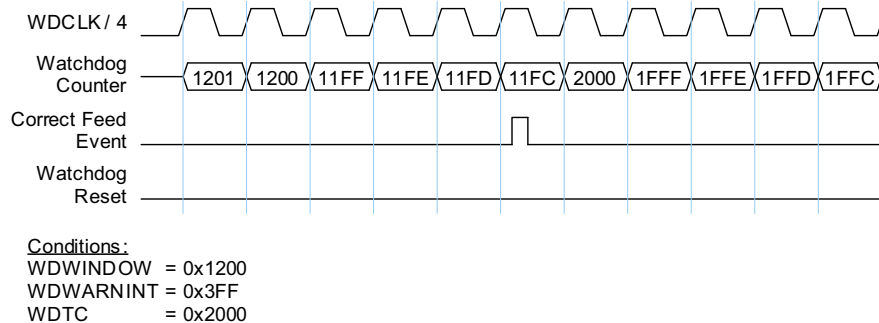 WDCLK / 4
Watchdog
Counter
1201 1200 11FF 11FE 11FD 11FC 2000 1FFF 1FFE 1FFD 1FFC
Correct Feed
Event
Watchdog
Reset
Conditions:
WDWINDOW = 0x1200
WDWARNINT = 0x3FF
WDTC = 0x2000